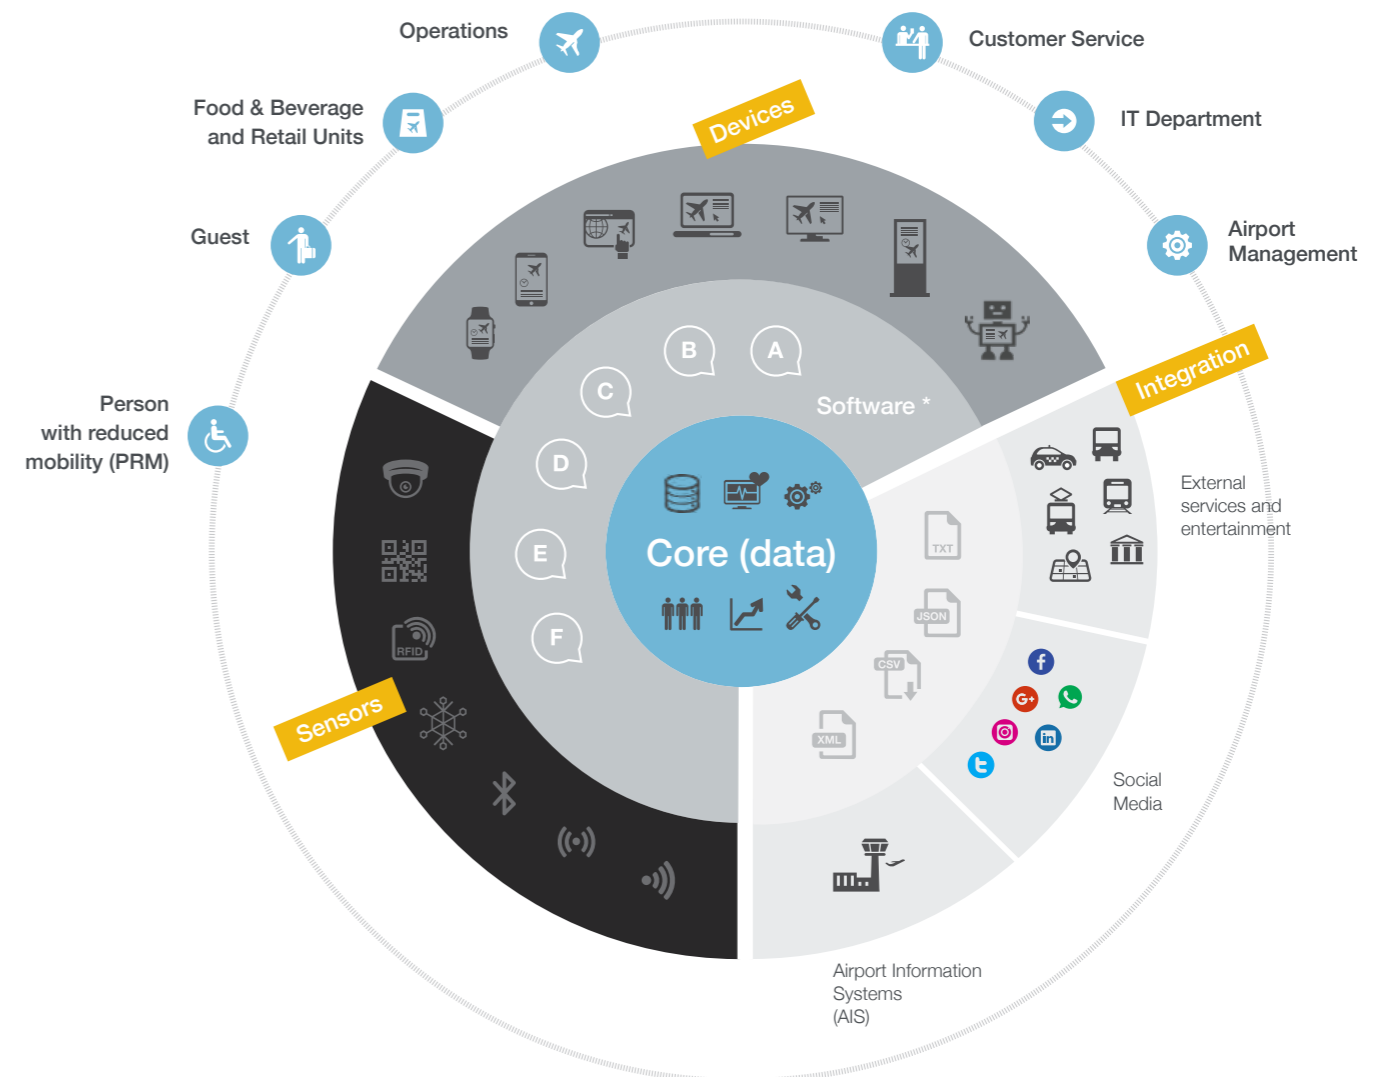 Operations
Customer Service
Food & Beverage
and Retail Units
IT Department
Devices
Guest
Airport
Management
Integration
Person
with reduced
mobility (PRM)
B
A
C
Software *
D
External
services and
entertainment
TXT
E
Core (data)
JSON
F
RFID
CSV
Sensors
XML
Social
Media
Airport Information
Systems
(AIS)
f
G+
in